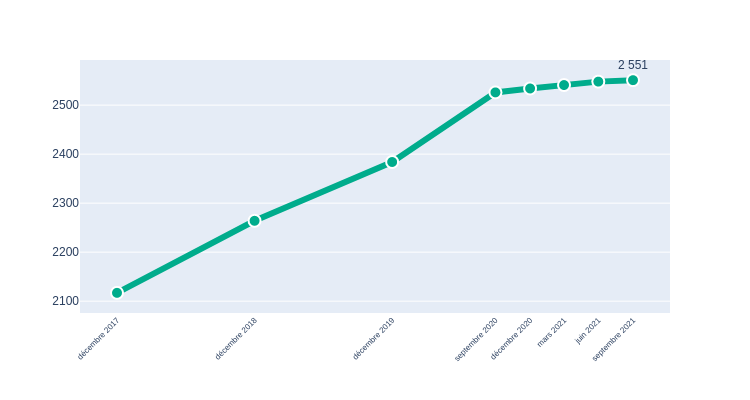 2 551
2500
2400
2300
2200
2100
décembre 2017
décembre 2018
décembre 2019
septembre 2020
décembre 2020
mars 2021
juin 2021
septembre 2021